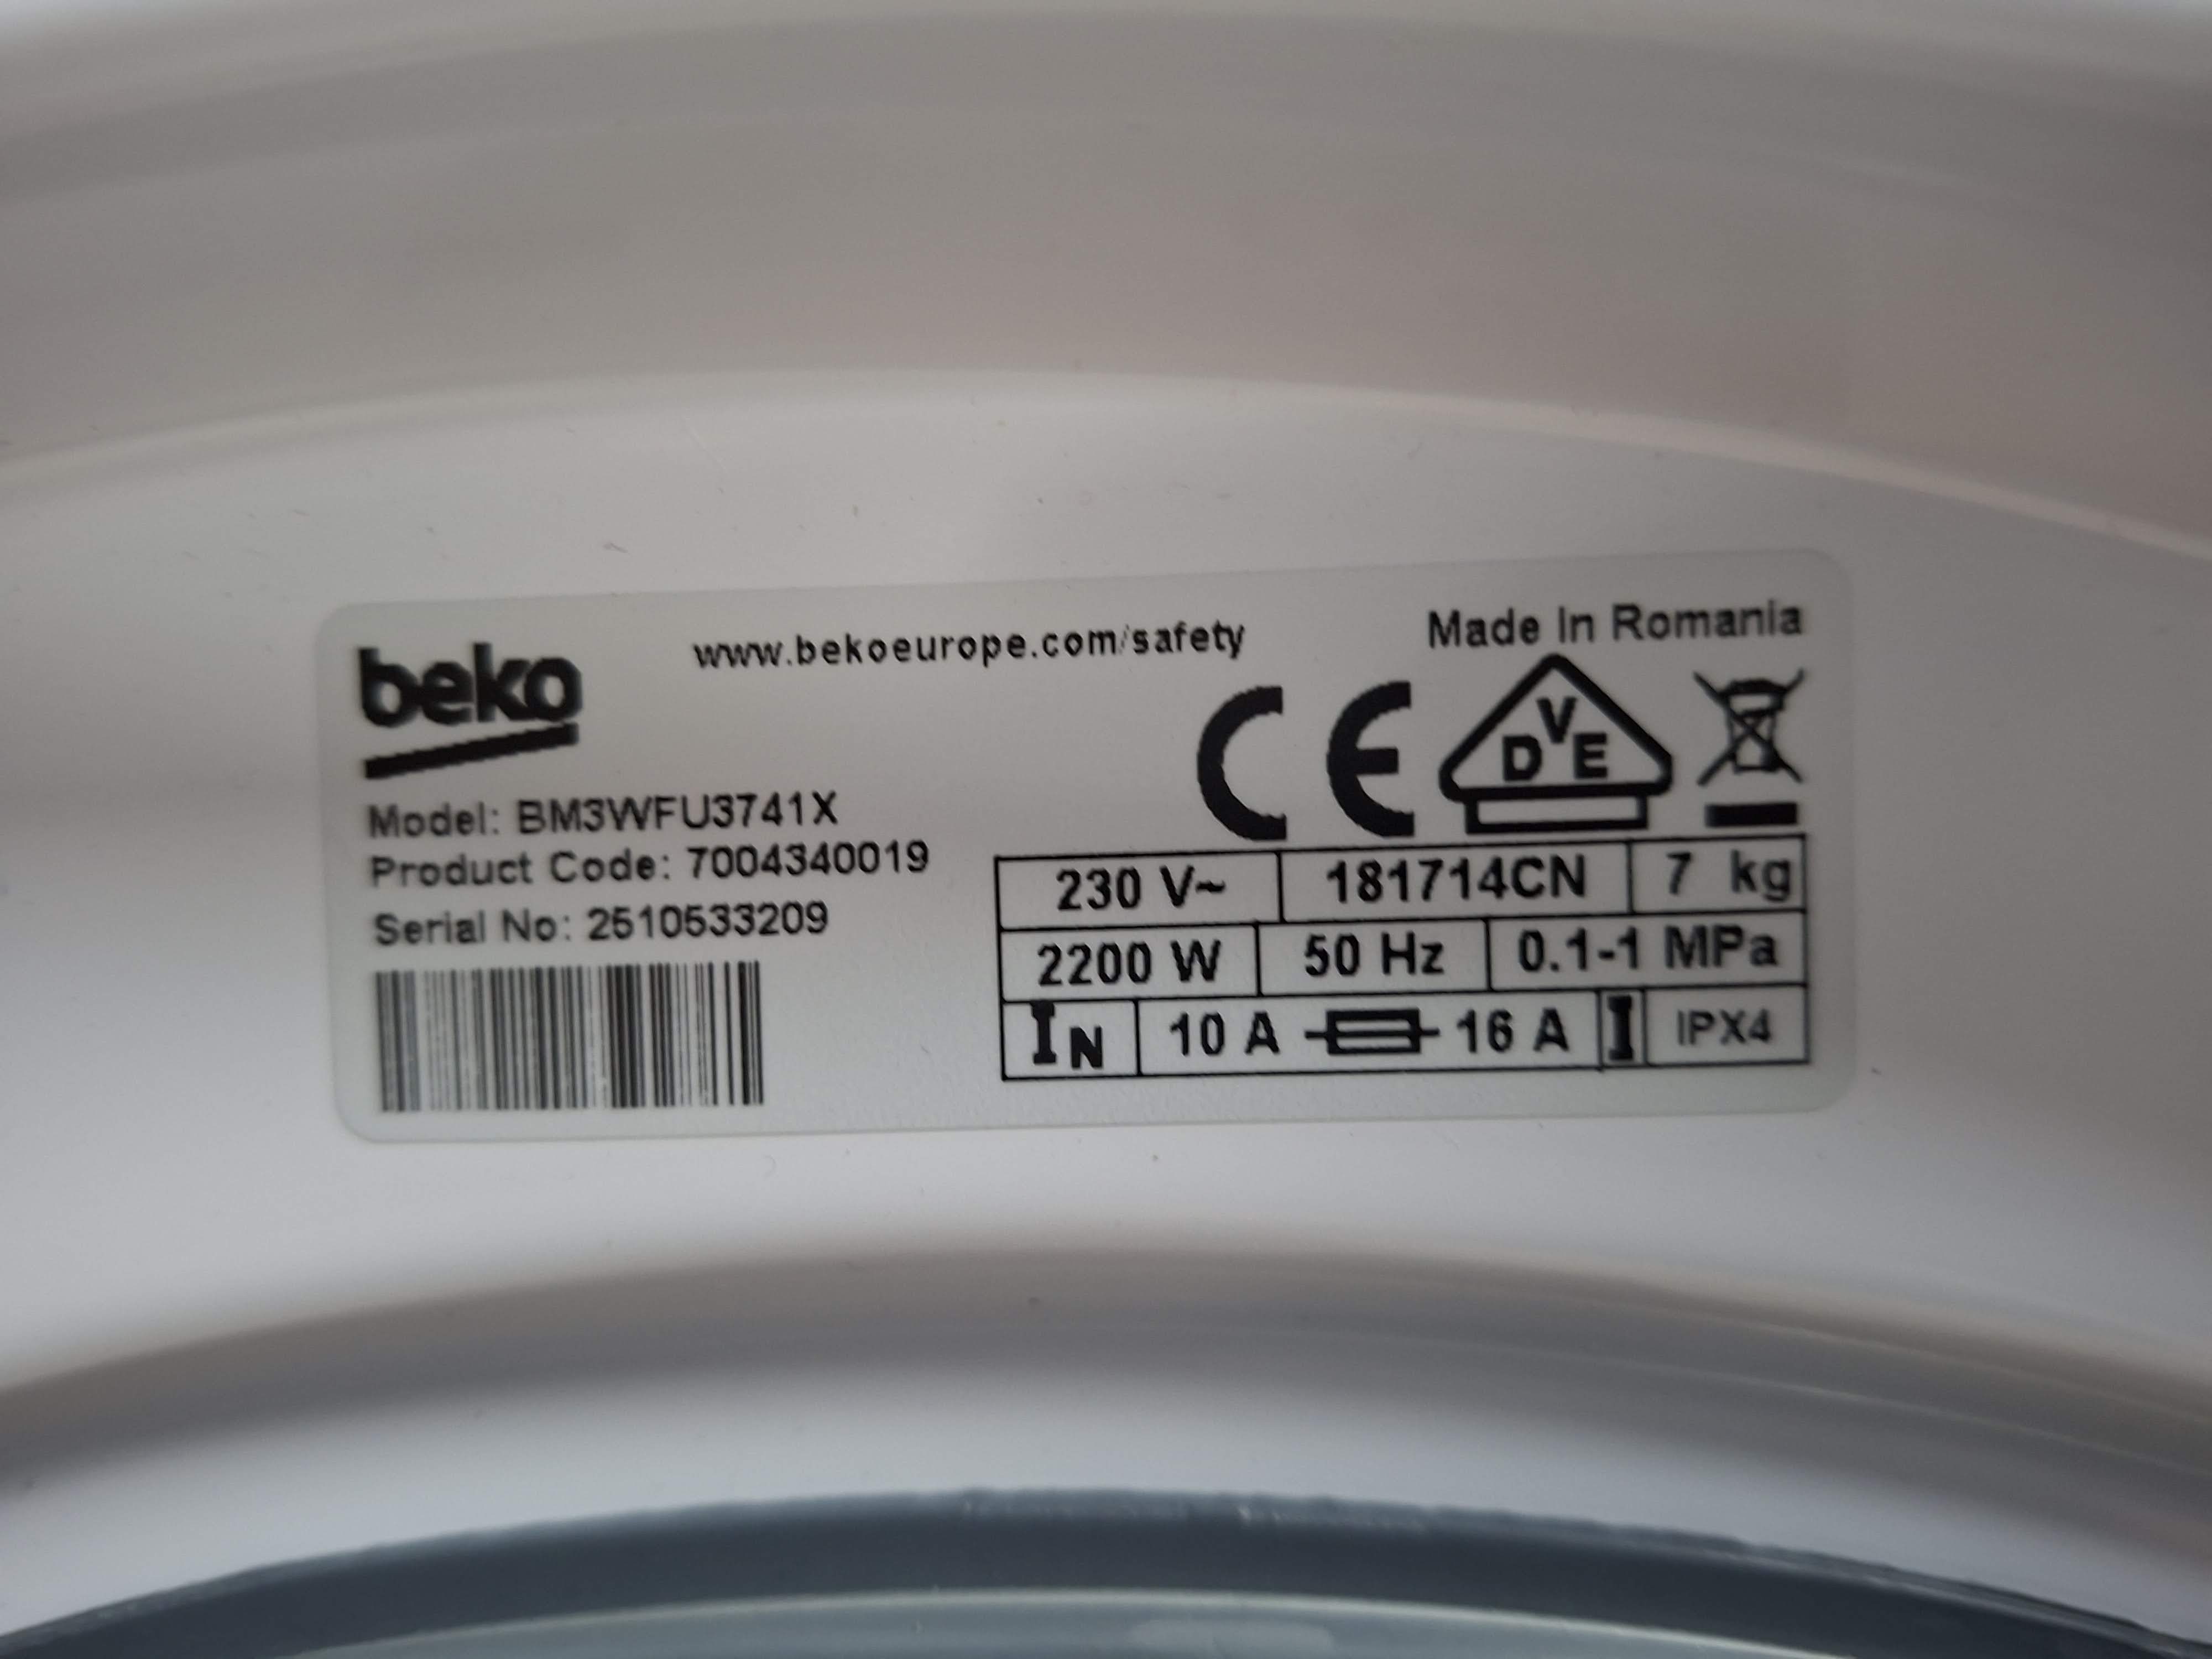 beko
www.bekoeurope.com/safety
Made In Romania
CE
DVE
Model: BM3WFU3741X
Product Code: 7004340019
Serial No: 2510533209
230 V~ 181714CN 7 kg
2200 W 50 Hz 0.1-1 MPa
IN 10 A 16 A I IPX4